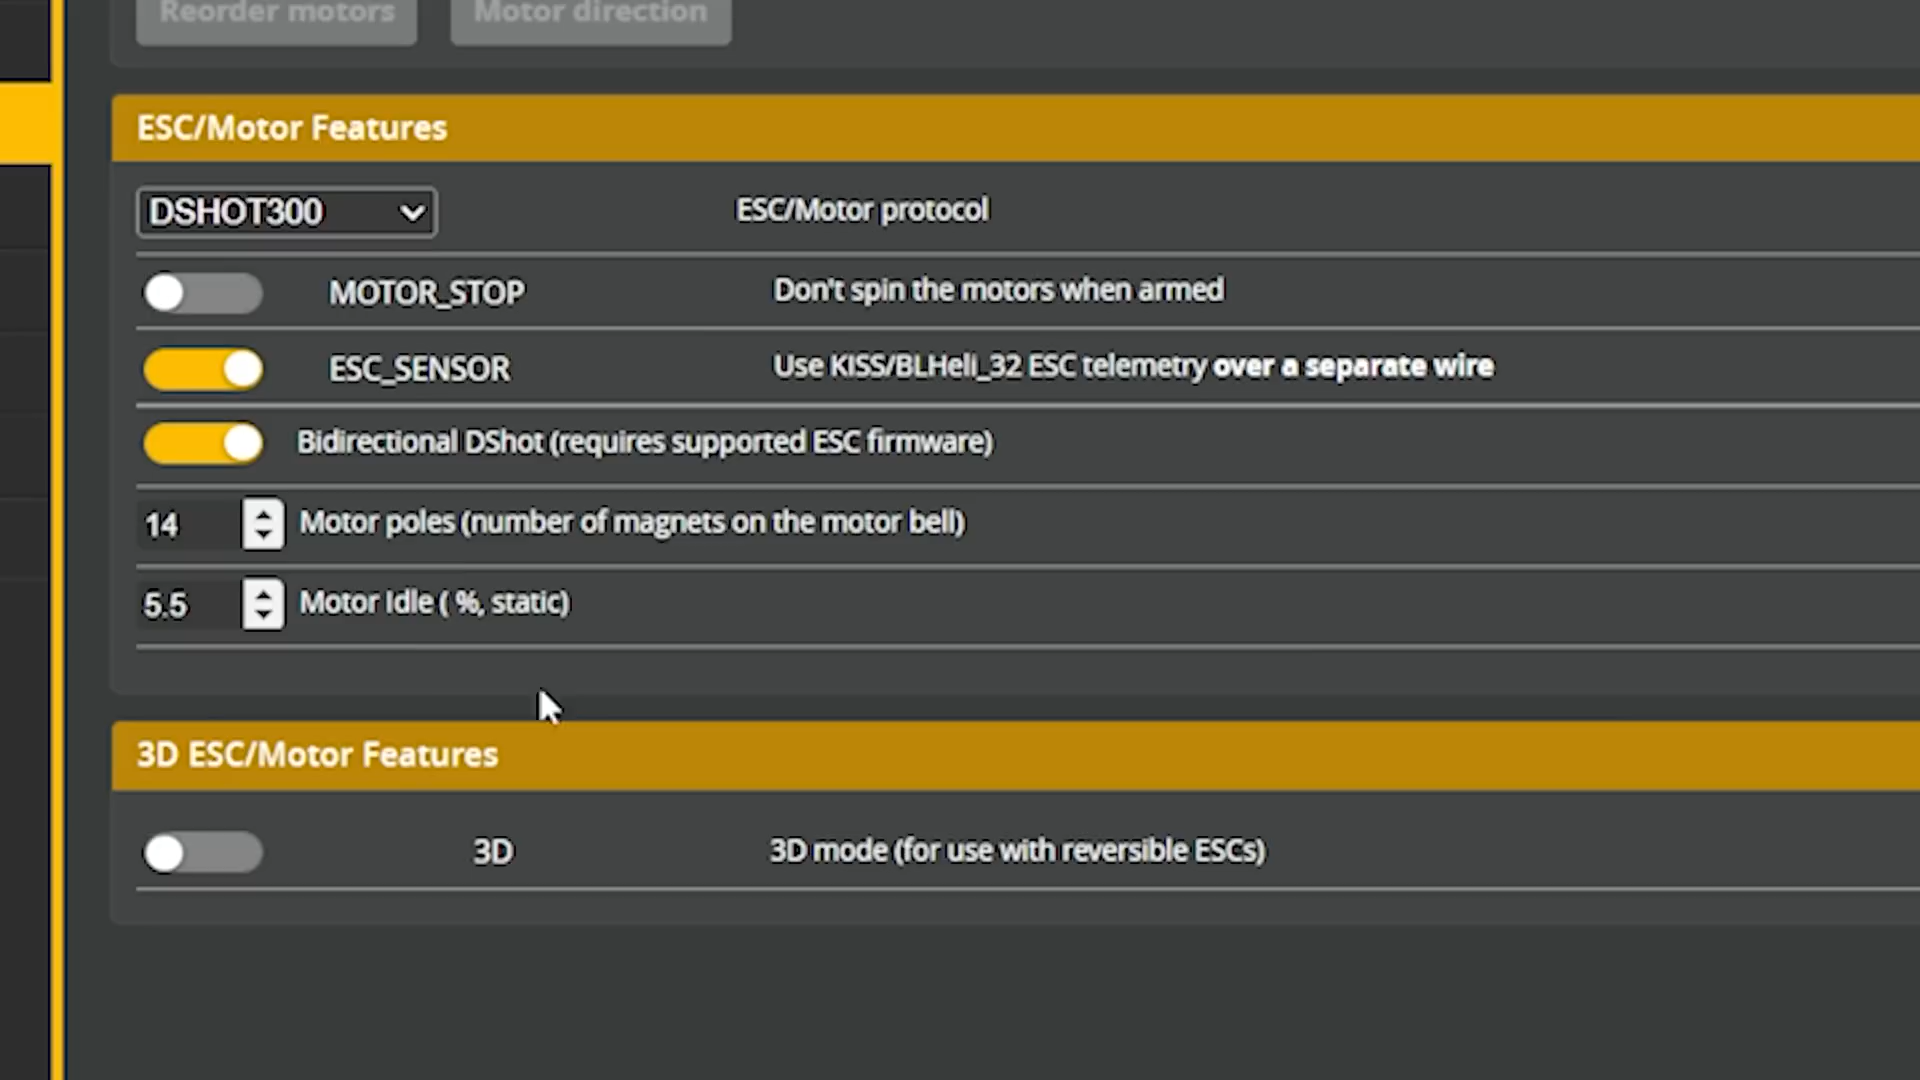 Reorder motors Motor direction
ESC/Motor Features
DSHOT300 ESC/Motor protocol
MOTOR_STOP Don't spin the motors when armed
ESC_SENSOR Use KISS/BLHeli_32 ESC telemetry over a separate wire
Bidirectional DShot (requires supported ESC firmware)
14 Motor poles (number of magnets on the motor bell)
5.5 Motor Idle ( %, static)
3D ESC/Motor Features
3D 3D mode (for use with reversible ESCs)